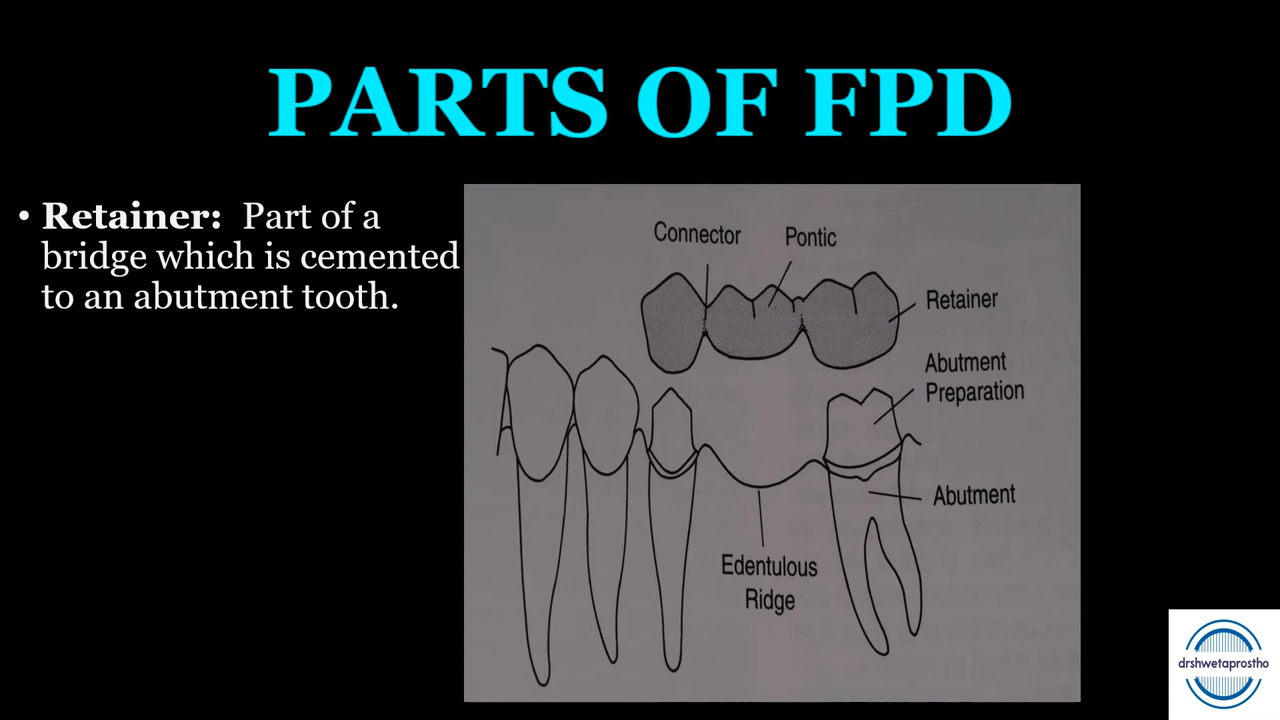 PARTS OF FPD
• Retainer: Part of a
bridge which is cemented
to an abutment tooth.
Connector
Pontic
Retainer
Abutment
Preparation
Abutment
Edentulous
Ridge
drshwetaprostho